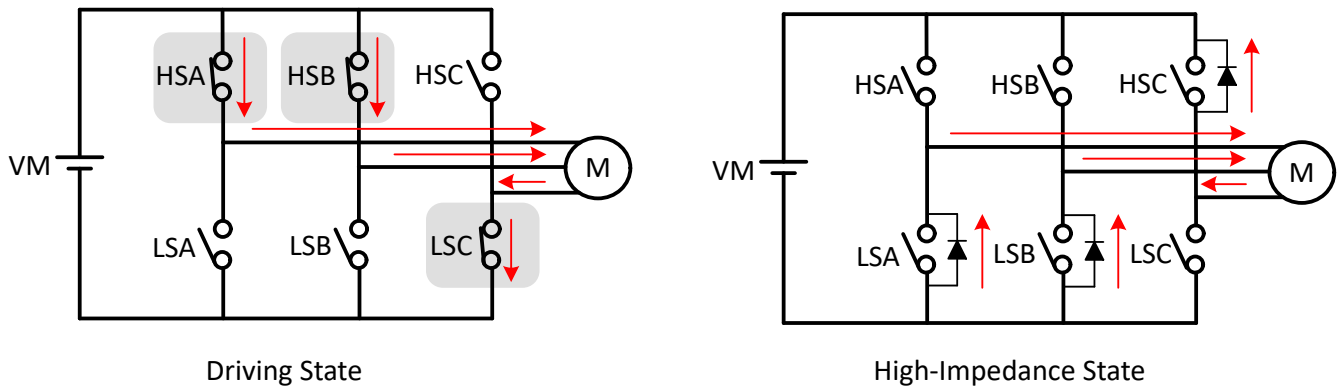 HSA
HSB
HSC
VM
M
LSA
LSB
LSC
Driving State
HSA
HSB
HSC
VM
M
LSA
LSB
LSC
High-Impedance State